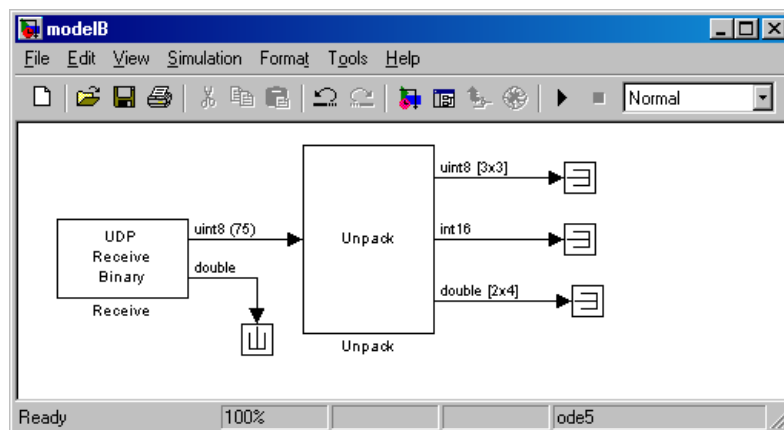 modelB
File Edit View Simulation Format Tools Help
Normal
uint8 [3x3]
UDP
Receive
Binary
uint8 (75)
Unpack
int16
double
double [2x4]
Receive
Unpack
Ready 100% ode5